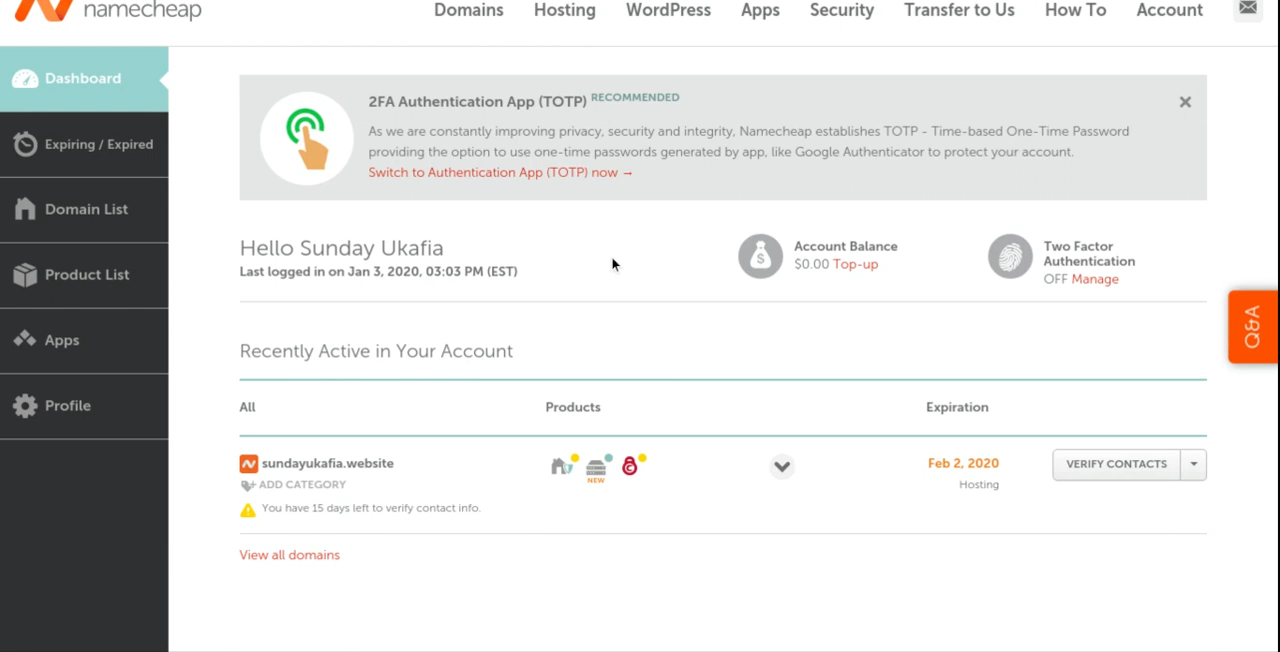 namecheap
Domains Hosting WordPress Apps Security Transfer to Us How To Account
Dashboard
Expiring / Expired
Domain List
Product List
Apps
Profile
2FA Authentication App (TOTP) RECOMMENDED
As we are constantly improving privacy, security and integrity, Namecheap establishes TOTP - Time-based One-Time Password
providing the option to use one-time passwords generated by app, like Google Authenticator to protect your account.
Switch to Authentication App (TOTP) now →
Hello Sunday Ukafia
Last logged in on Jan 3, 2020, 03:03 PM (EST)
$
Account Balance
$0.00 Top-up
Two Factor
Authentication
OFF Manage
Q&A
Recently Active in Your Account
All Products Expiration
sundayukafia.website
NEW
Feb 2, 2020
Hosting
VERIFY CONTACTS
ADD CATEGORY
You have 15 days left to verify contact info.
View all domains